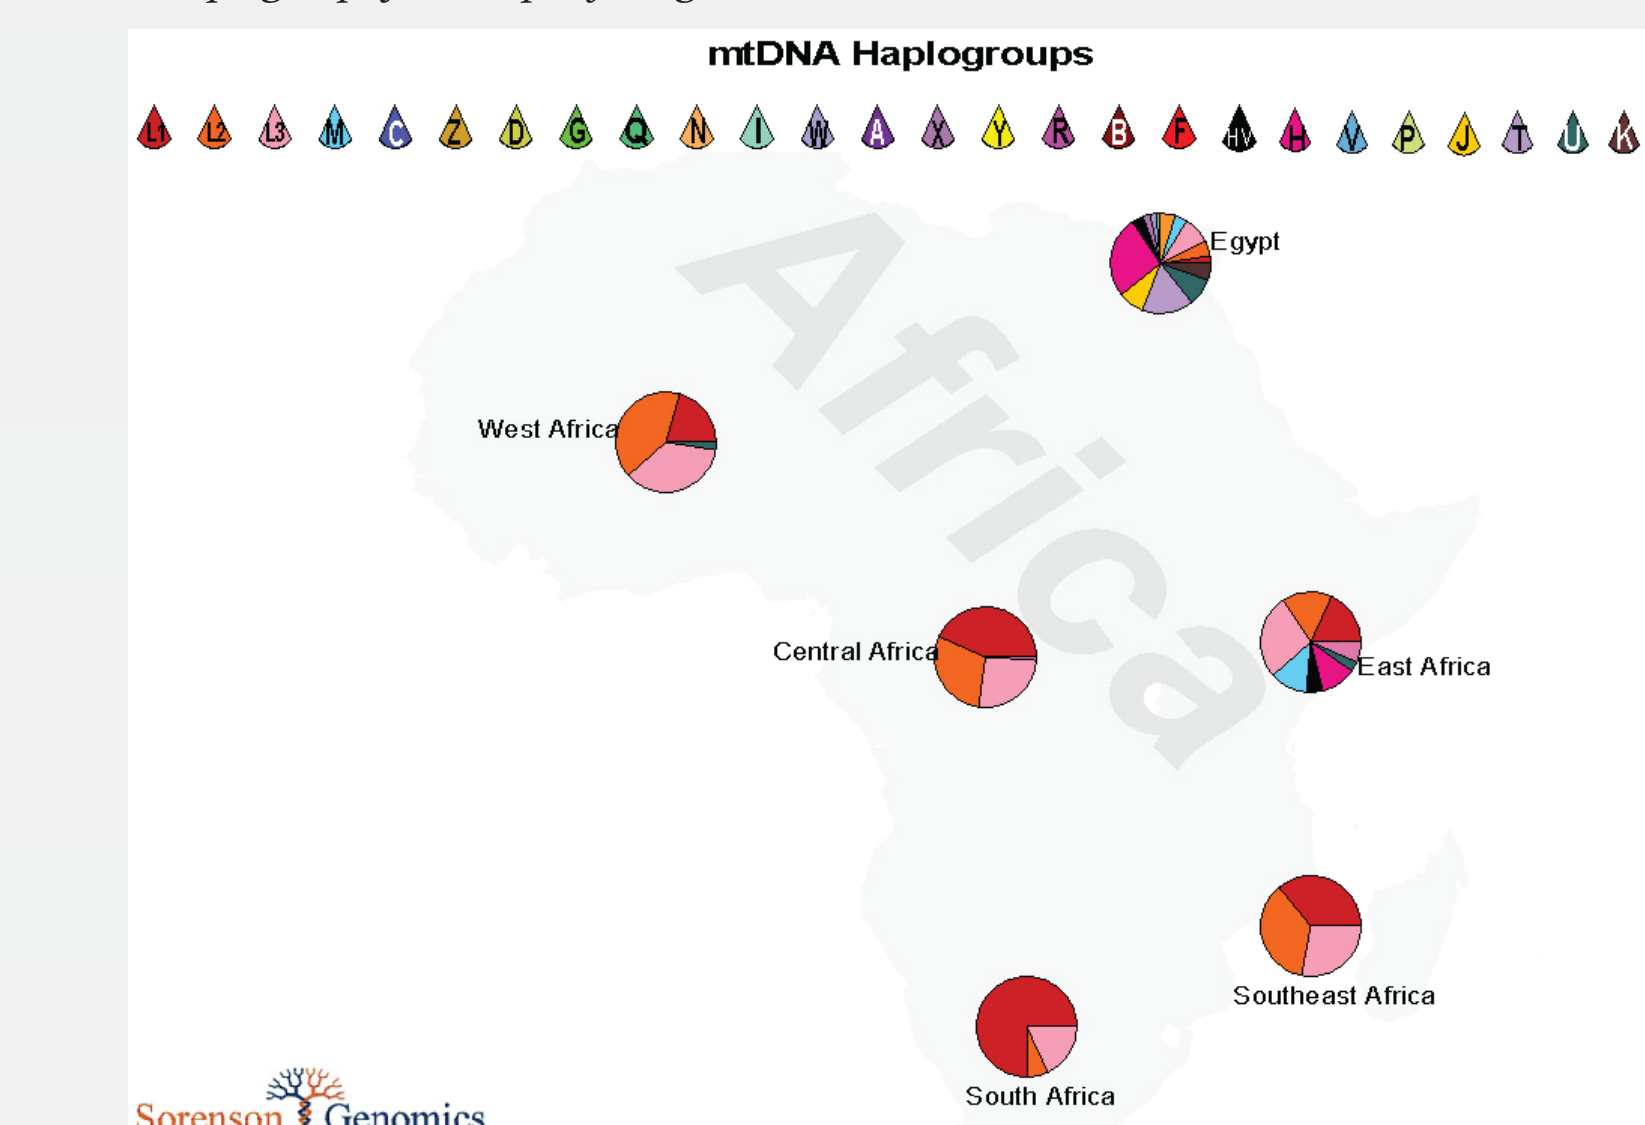 mtDNA Haplogroups
L1 L2 L3 M C Z D G Q N I W A X Y R B F HV H V P J T U K
Africa
Egypt
West Africa
Central Africa
East Africa
Southeast Africa
South Africa
Sorenson Genomics